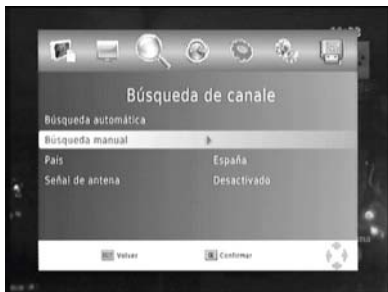 Búsqueda de canale
Búsqueda automática
Búsqueda manual
País España
Señal de antena Desactivado
Volver Confirmar